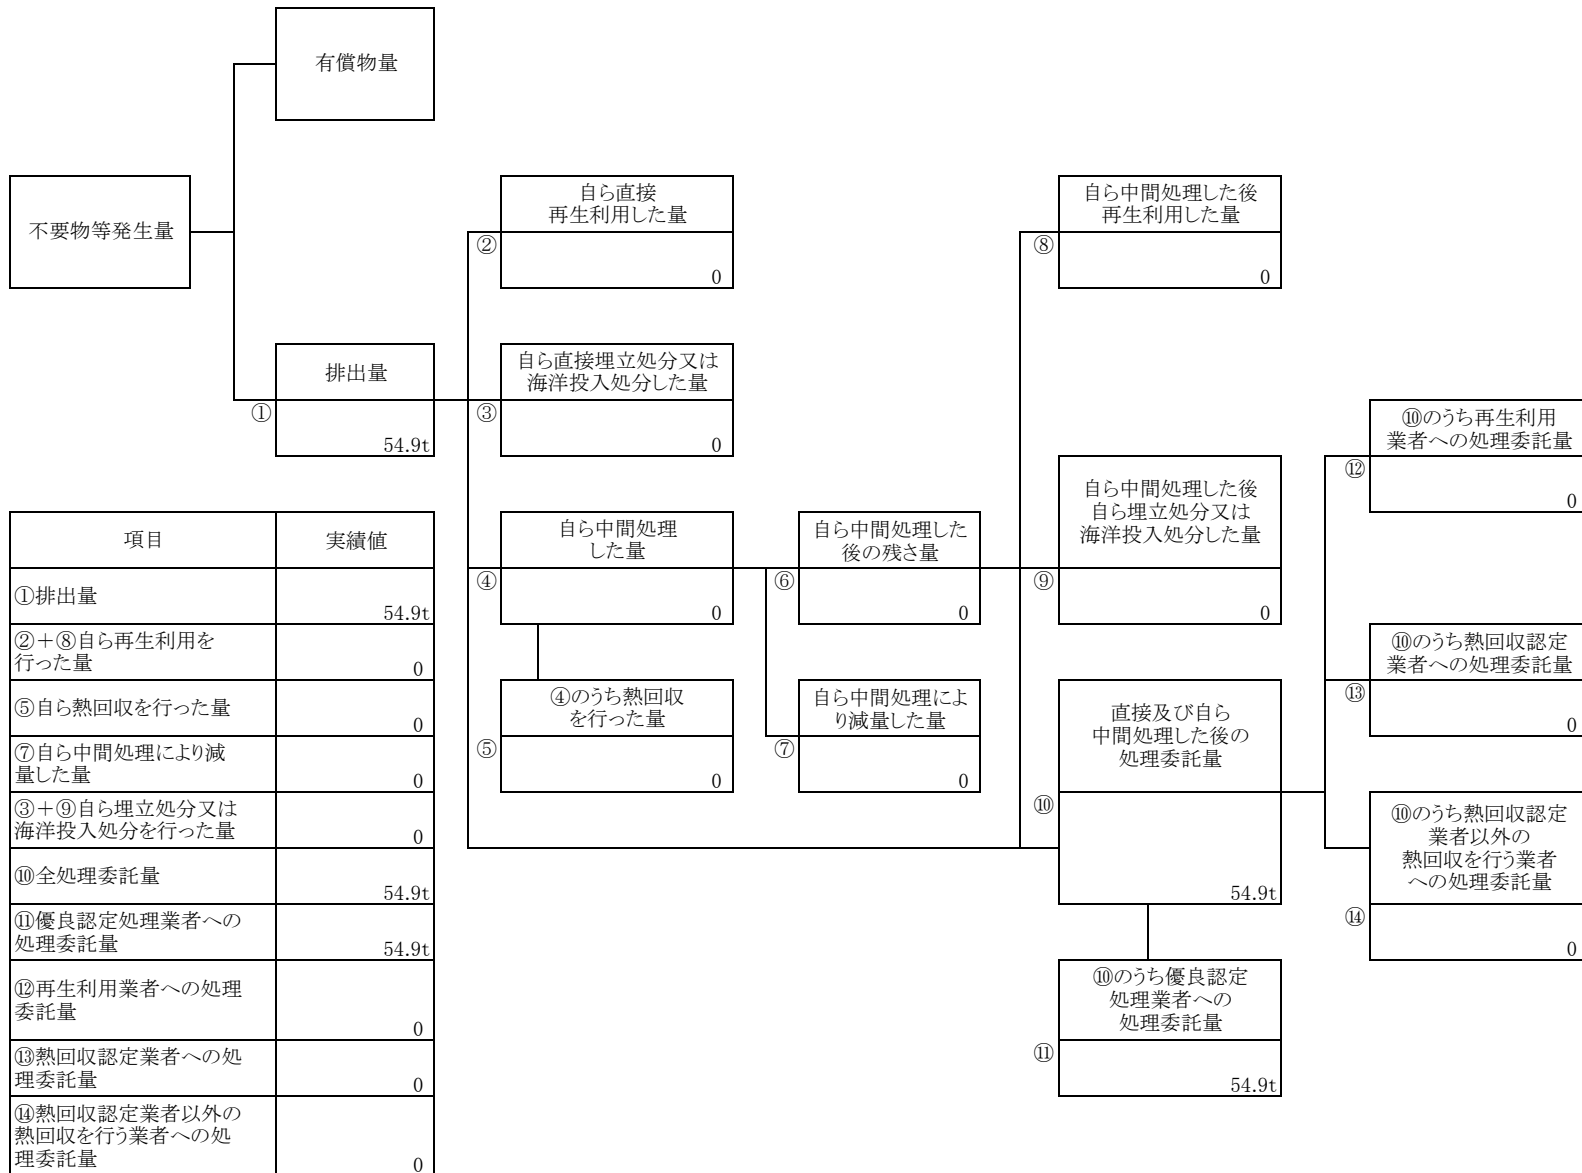 有償物量
不要物等発生量
排出量
①
54.9t
自ら直接
再生利用した量
②
0
自ら直接埋立処分又は
海洋投入処分した量
③
0
自ら中間処理
した量
④
0
④のうち熱回収
を行った量
⑤
0
自ら中間処理した
後の残さ量
⑥
0
自ら中間処理によ
り減量した量
⑦
0
自ら中間処理した後
再生利用した量
⑧
0
自ら中間処理した後
自ら埋立処分又は
海洋投入処分した量
⑨
0
直接及び自ら
中間処理した後の
処理委託量
⑩
54.9t
⑩のうち優良認定
処理業者への
処理委託量
⑪
54.9t
⑩のうち再生利用
業者への処理委託量
⑫
0
⑩のうち熱回収認定
業者への処理委託量
⑬
0
⑩のうち熱回収認定
業者以外の
熱回収を行う業者
への処理委託量
⑭
0
項目 実績値
①排出量
54.9t
②＋⑧自ら再生利用を
行った量
0
⑤自ら熱回収を行った量
0
⑦自ら中間処理により減
量した量
0
③＋⑨自ら埋立処分又は
海洋投入処分を行った量
0
⑩全処理委託量
54.9t
⑪優良認定処理業者への
処理委託量
54.9t
⑫再生利用業者への処理
委託量
0
⑬熱回収認定業者への処
理委託量
0
⑭熱回収認定業者以外の
熱回収を行う業者への処
理委託量
0